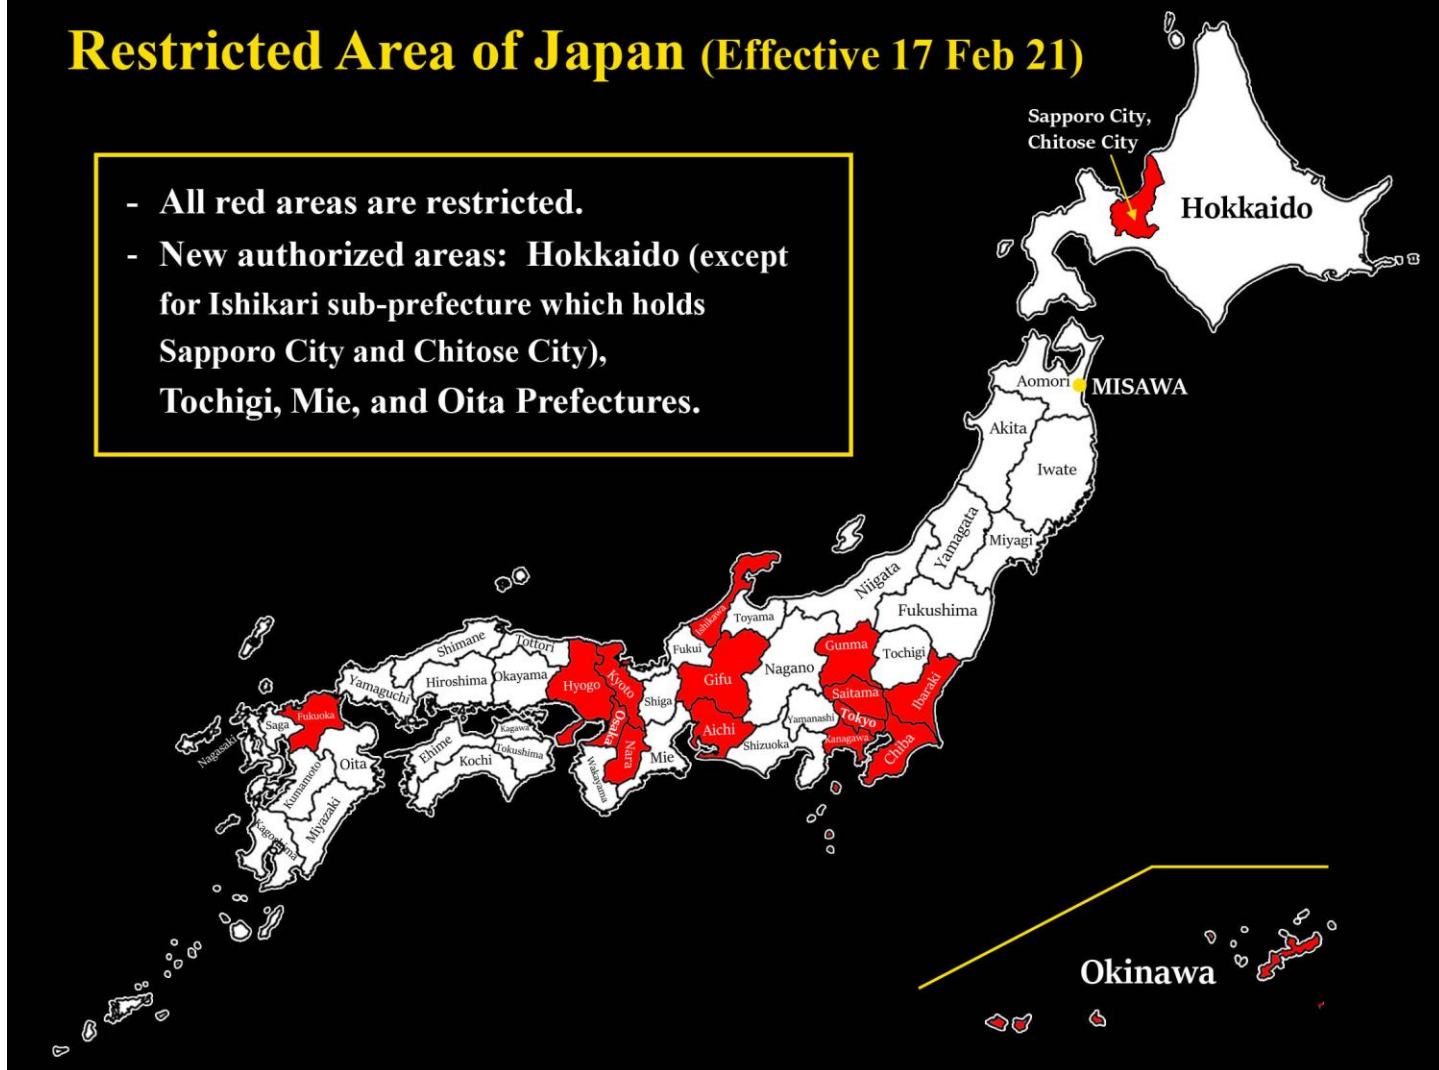 Restricted Area of Japan (Effective 17 Feb 21)
- All red areas are restricted.
- New authorized areas: Hokkaido (except
for Ishikari sub-prefecture which holds
Sapporo City and Chitose City),
Tochigi, Mie, and Oita Prefectures.
Sapporo City,
Chitose City
Hokkaido
Aomori
MISAWA
Akita
Iwate
Yamagata
Miyagi
Niigata
Fukushima
Ishikawa
Toyama
Gunma
Tochigi
Fukui
Nagano
Gifu
Saitama
Ibaraki
Tokyo
Yamanashi
Kanagawa
Chiba
Aichi
Shizuoka
Shimane
Tottori
Hyogo
Kyoto
Shiga
Okayama
Hiroshima
Yamaguchi
Osaka
Nara
Mie
Wakayama
Kagawa
Tokushima
Ehime
Kochi
Fukuoka
Saga
Nagasaki
Oita
Kumamoto
Miyazaki
Kagoshima
Okinawa